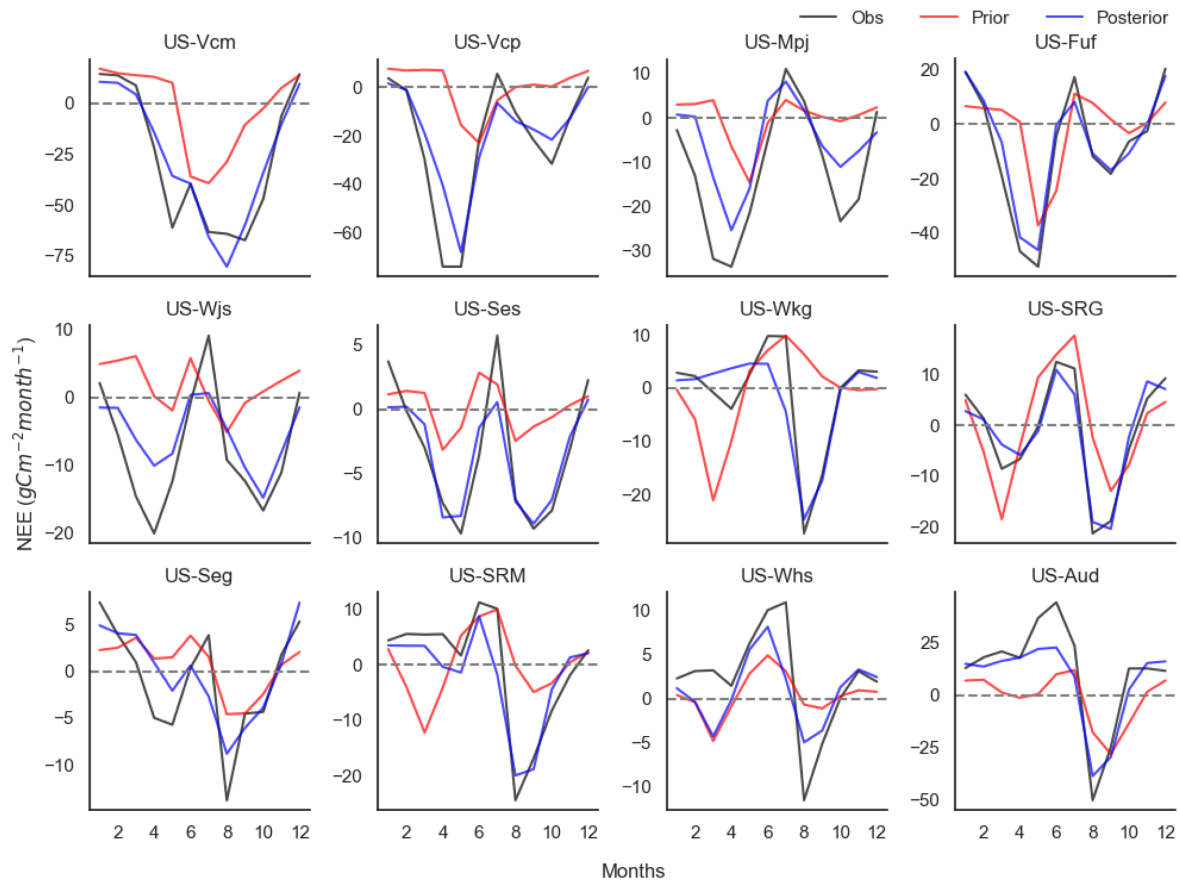 Obs Prior Posterior
US-Vcm US-Vcp US-Mpj US-Fuf
0 −25 −50 −75
0 −20 −40 −60
10 0 −10 −20 −30
20 0 −20 −40
US-Wjs US-Ses US-Wkg US-SRG
10 0 −10 −20
5 0 −5 −10
10 0 −10 −20
10 0 −10 −20
NEE (gCm⁻²month⁻¹)
US-Seg US-SRM US-Whs US-Aud
5 0 −5 −10
10 0 −10 −20
10 5 0 −5 −10
25 0 −25 −50
2 4 6 8 10 12 2 4 6 8 10 12 2 4 6 8 10 12 2 4 6 8 10 12
Months